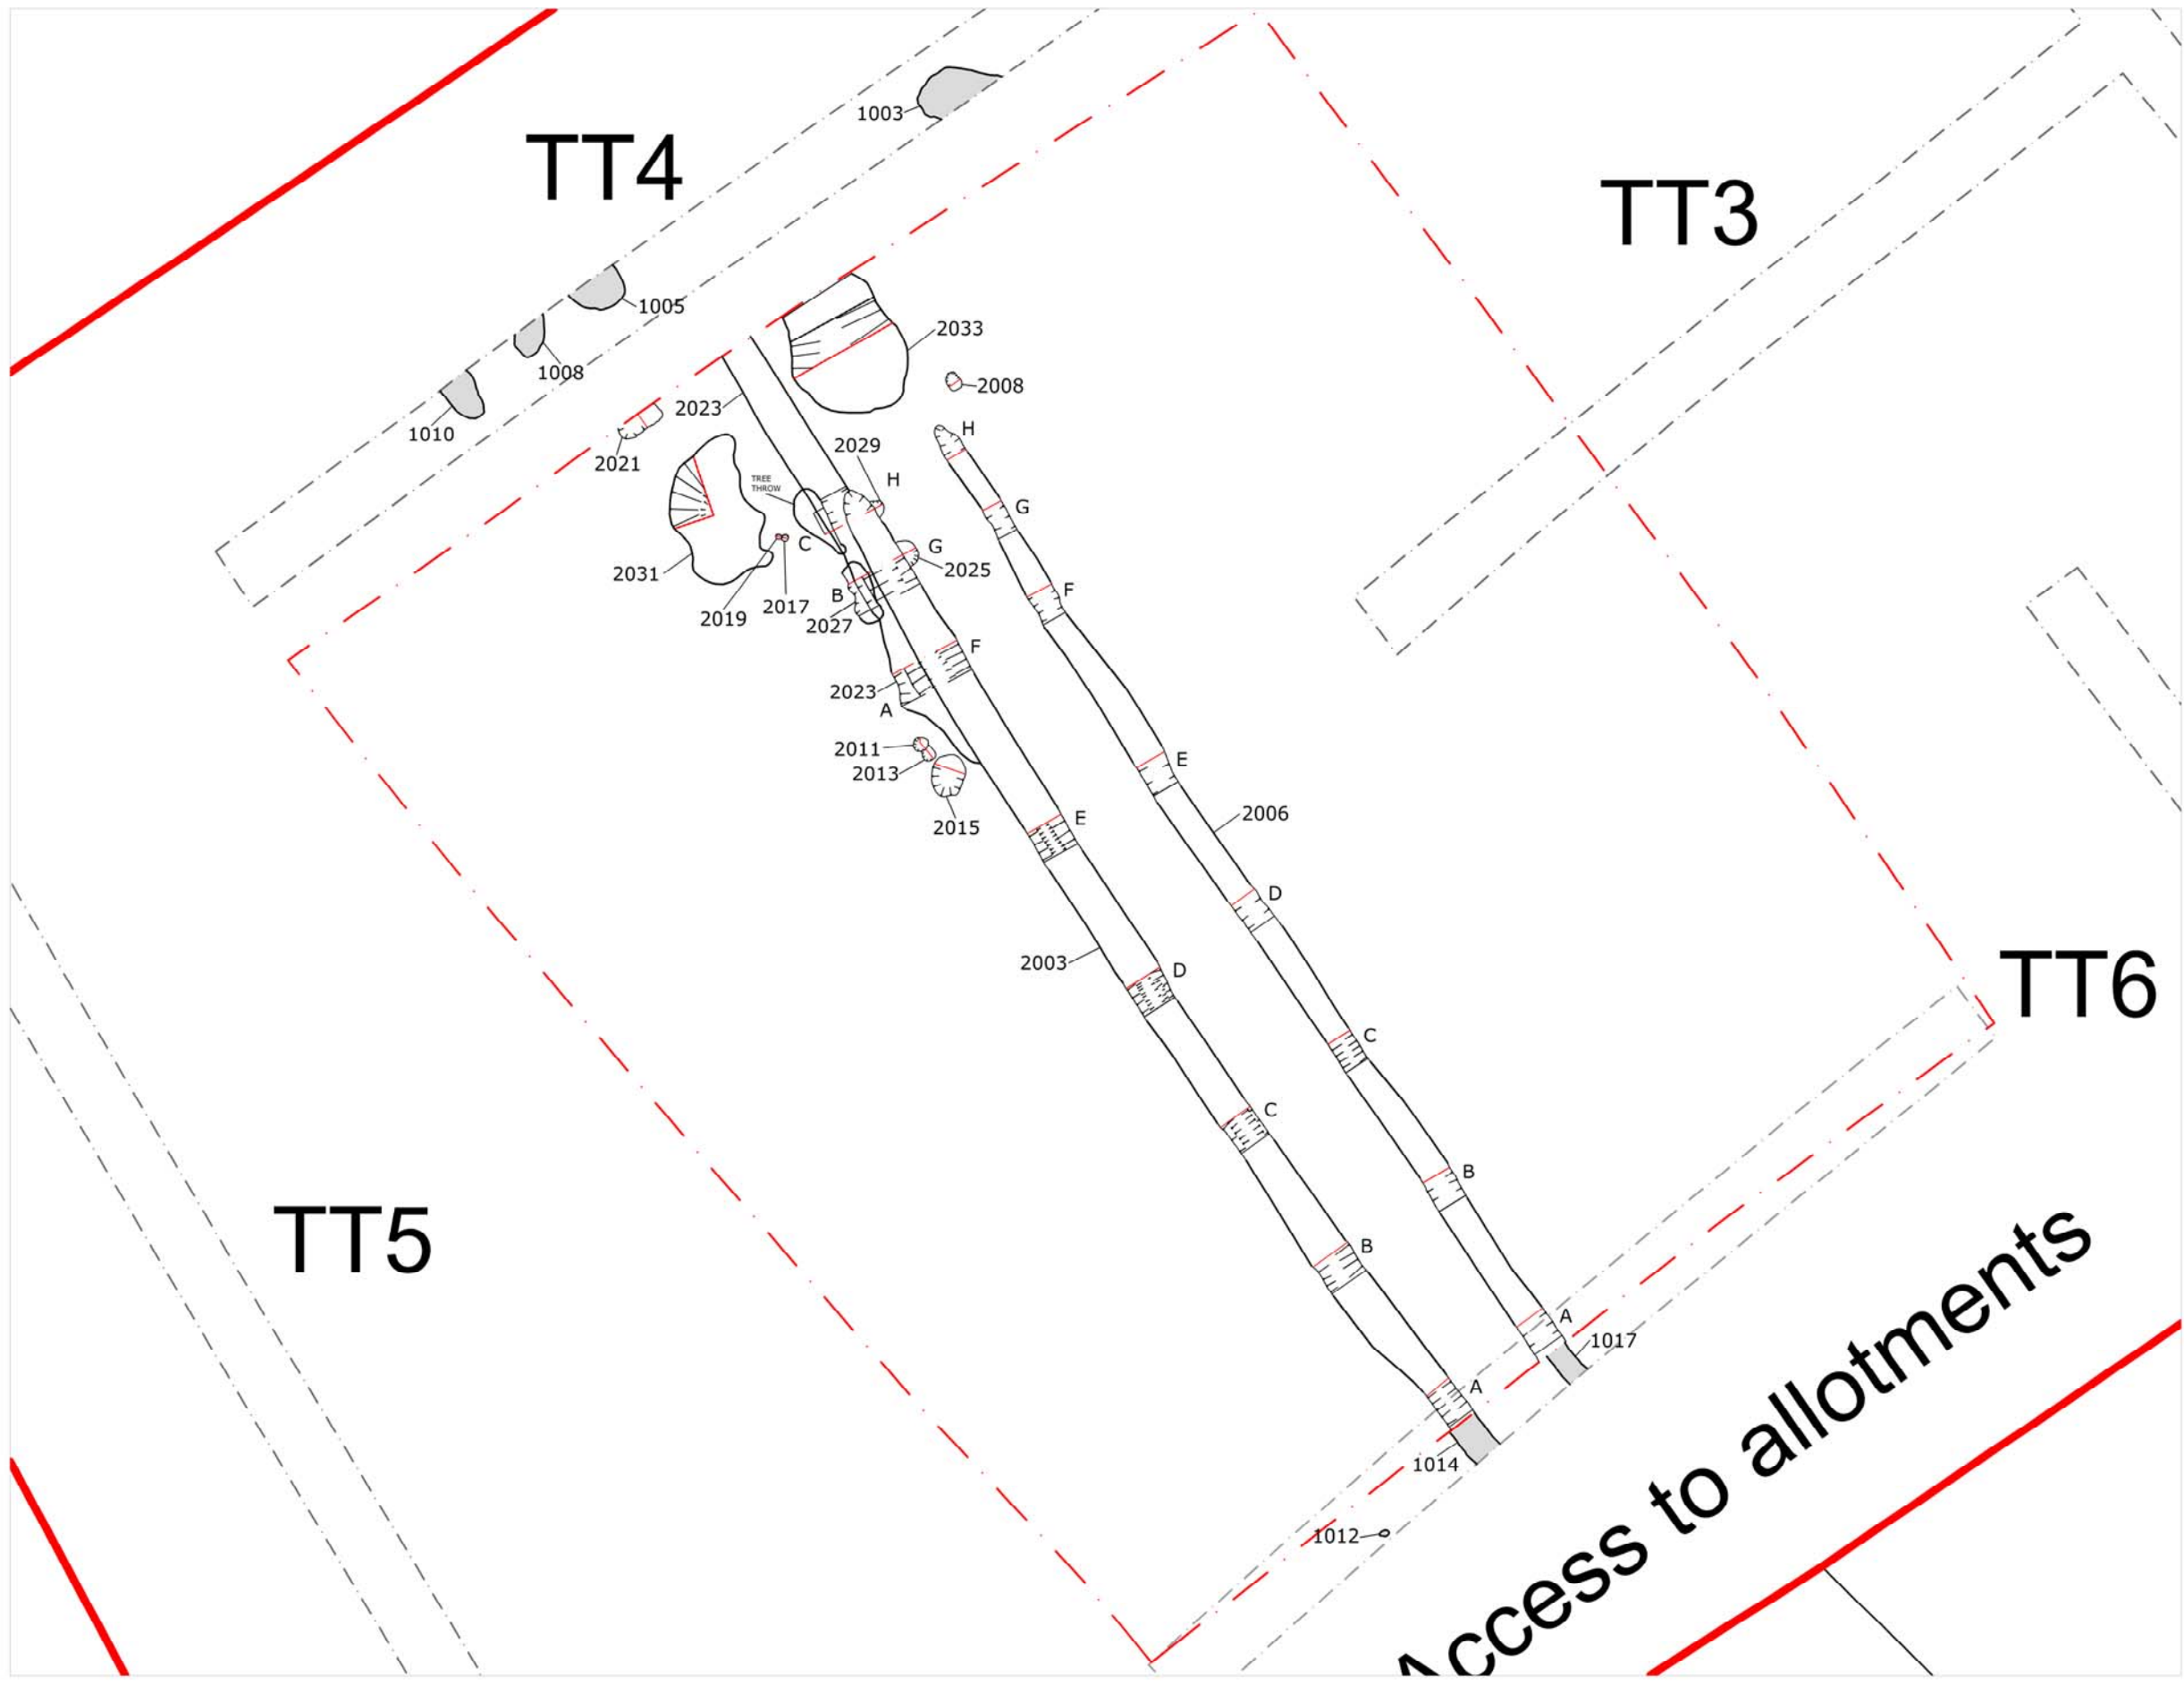 1003
TT4
TT3
1005
2033
1008
2008
2023
1010
H
2029
2021
TREE
THROW
H
G
C
G
2031
2025
F
B
2019
2017
2027
F
2023
A
2011
E
2013
2006
E
2015
D
2003
D
TT6
C
C
B
TT5
B
A
1017
A
1014
1012
Access to allotments